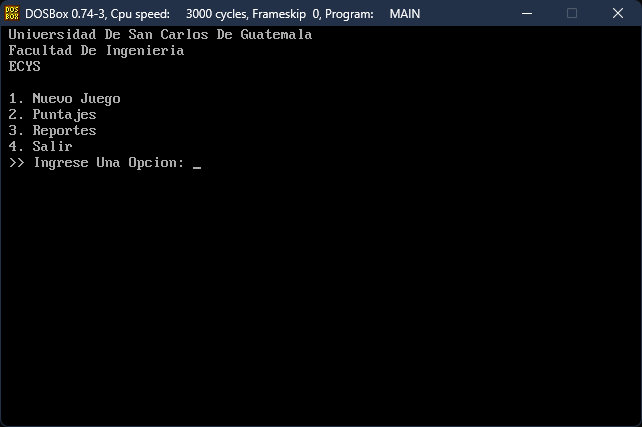 DOSBox 0.74-3, Cpu speed: 3000 cycles, Frameskip 0, Program: MAIN
Universidad De San Carlos De Guatemala
Facultad De Ingenieria
ECYS
1. Nuevo Juego
2. Puntajes
3. Reportes
4. Salir
>> Ingrese Una Opcion: _